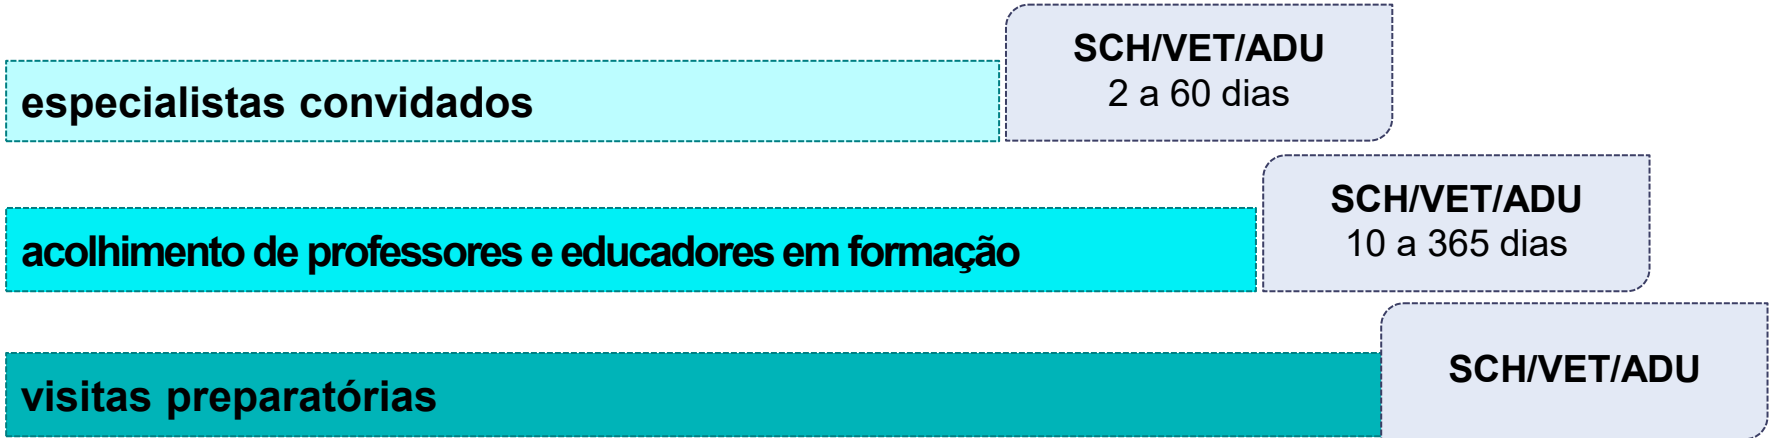 SCH/VET/ADU
2 a 60 dias
especialistas convidados
SCH/VET/ADU
10 a 365 dias
acolhimento de professores e educadores em formação
SCH/VET/ADU
visitas preparatórias